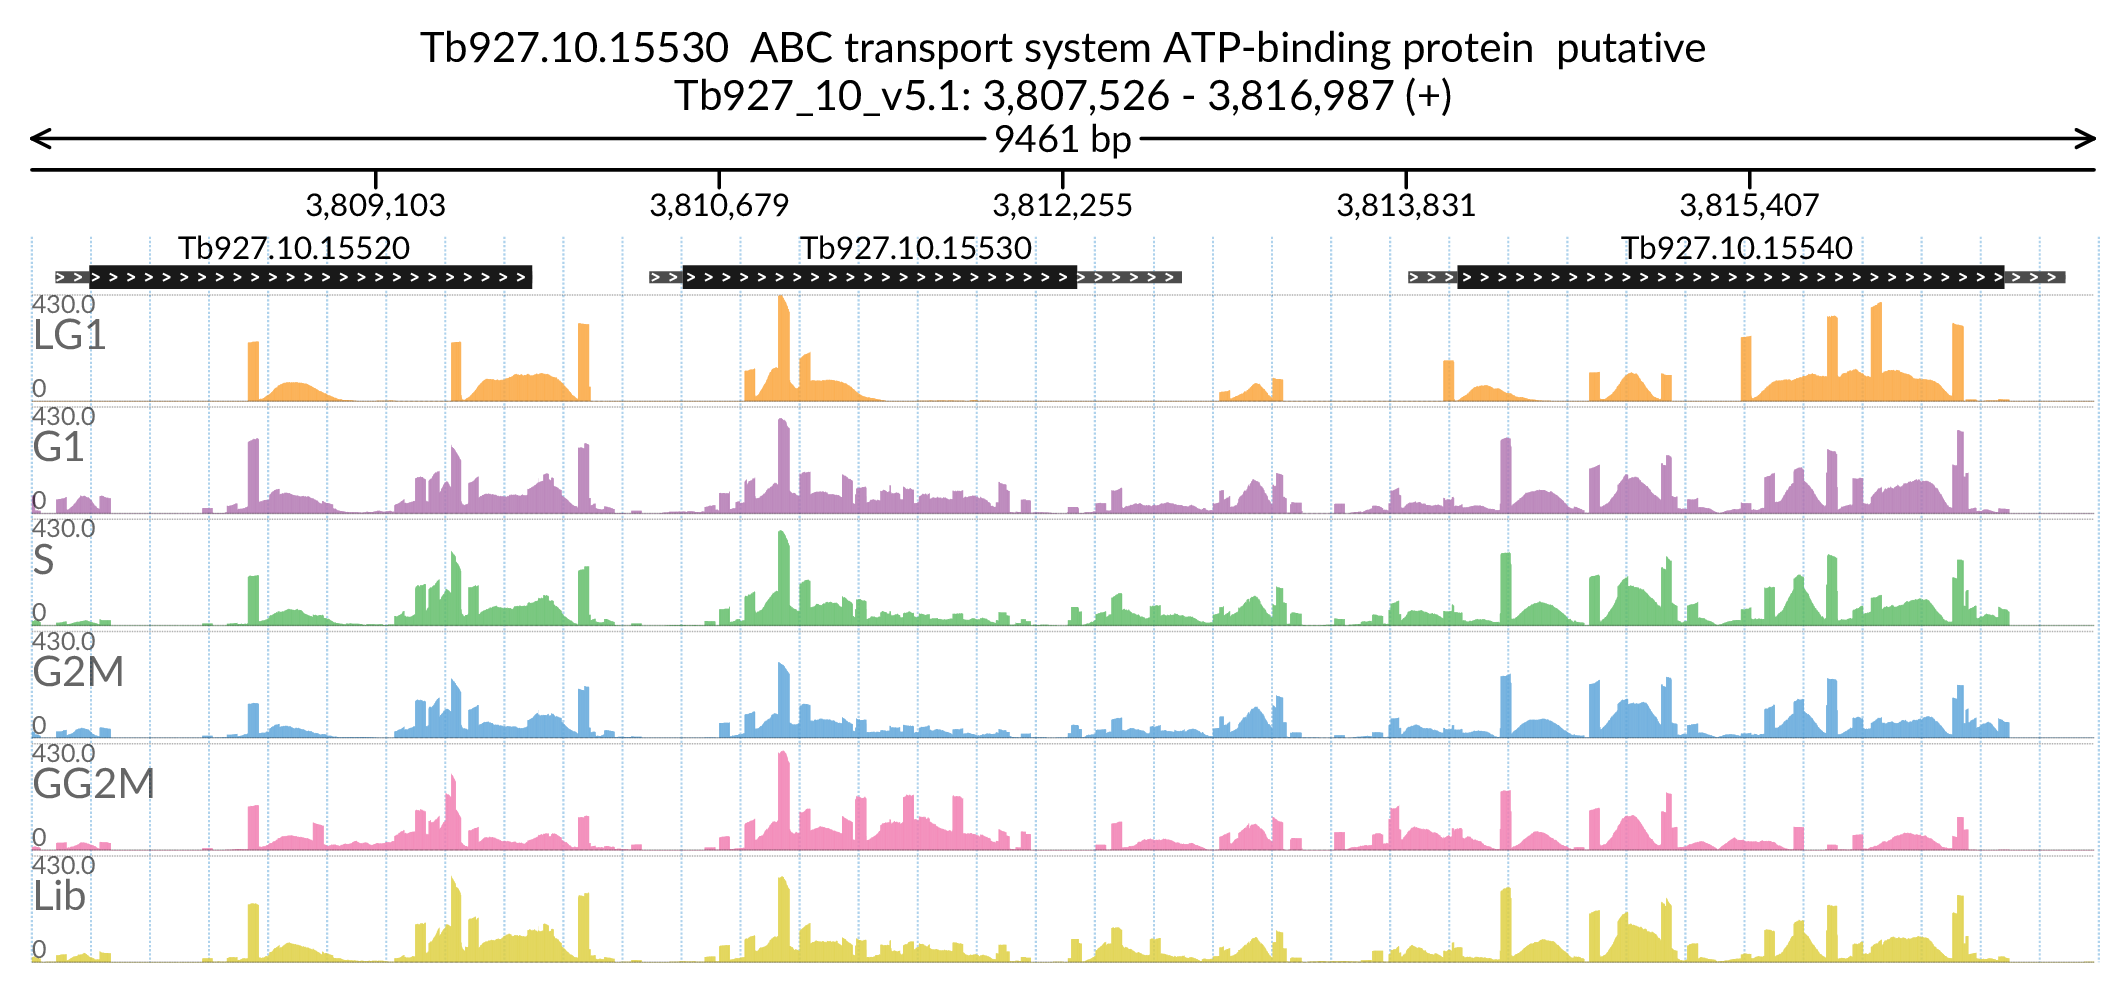 Tb927.10.15530  ABC transport system ATP-binding protein  putative
Tb927_10_v5.1: 3,807,526 - 3,816,987 (+)
9461 bp
3,809,103 3,810,679 3,812,255 3,813,831 3,815,407
Tb927.10.15520 Tb927.10.15530 Tb927.10.15540
430.0
LG1
0
430.0
G1
0
430.0
S
0
430.0
G2M
0
430.0
GG2M
0
430.0
Lib
0